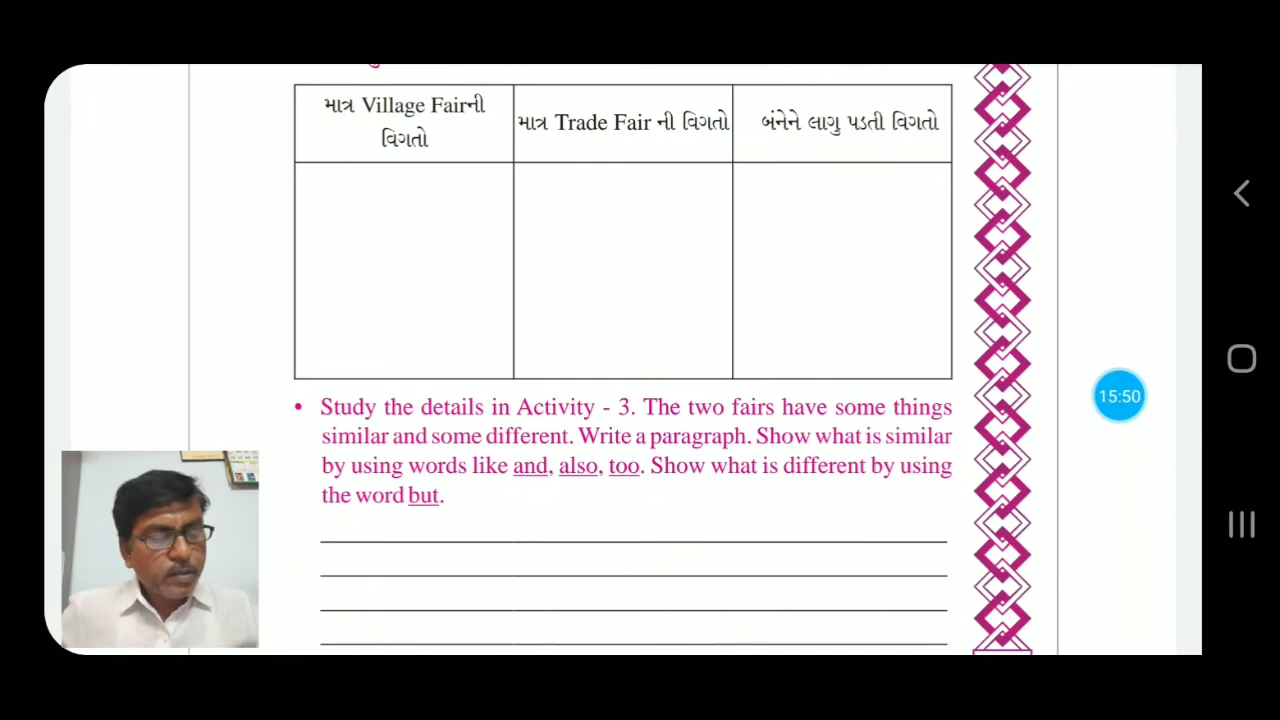 માત્ર Village Fairની
વિગતો
માત્ર Trade Fair ની વિગતો
બંનેને લાગુ પડતી વિગતો
• Study the details in Activity - 3. The two fairs have some things
similar and some different. Write a paragraph. Show what is similar
by using words like and, also, too. Show what is different by using
the word but.
15:50